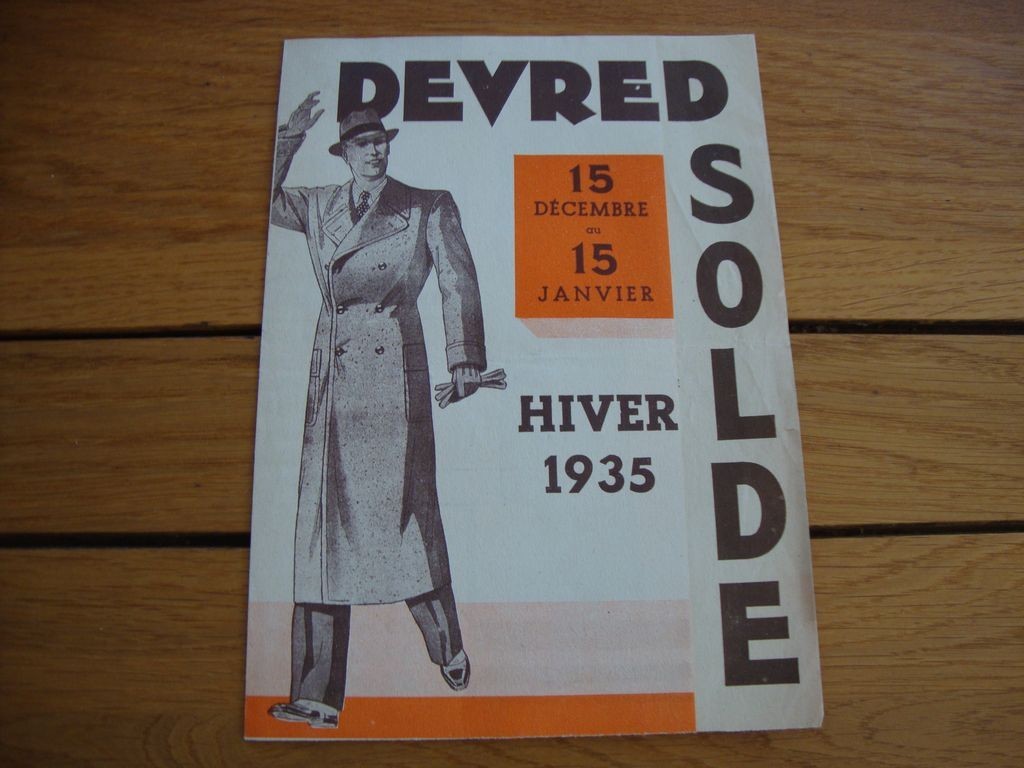 DEVRED
SOLDE
15
DÉCEMBRE
au
15
JANVIER
HIVER
1935